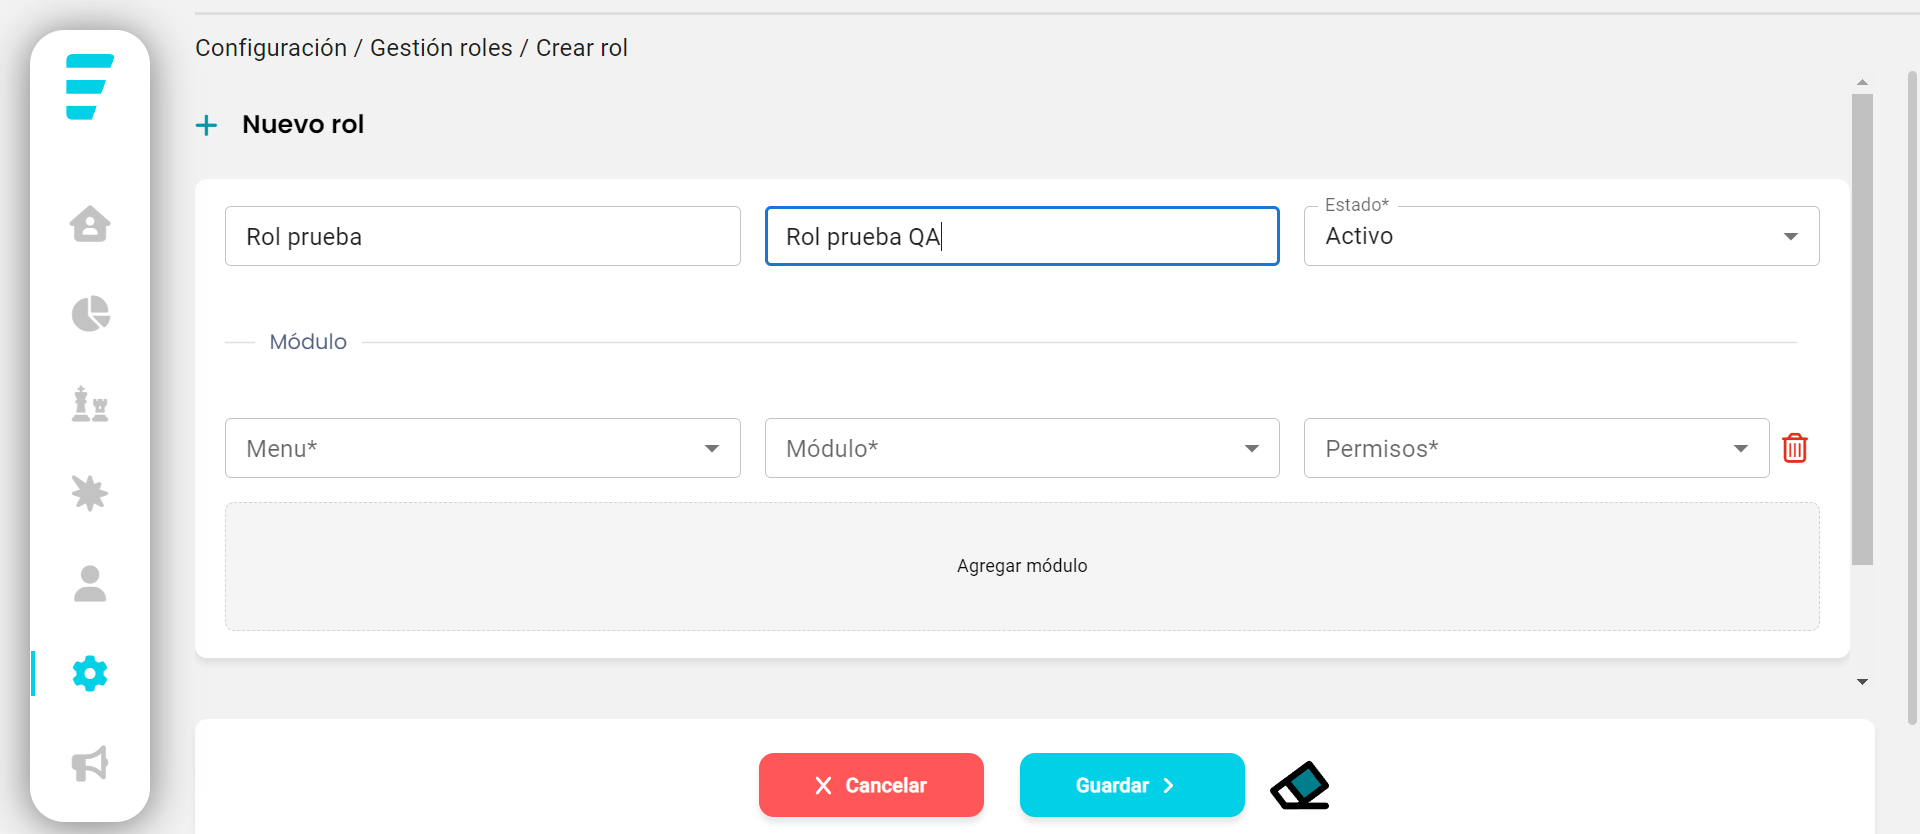 Configuración / Gestión roles / Crear rol
Nuevo rol
Rol prueba
Rol prueba QA
Estado*
Activo
Módulo
Menu*
Módulo*
Permisos*
Agregar módulo
Cancelar
Guardar